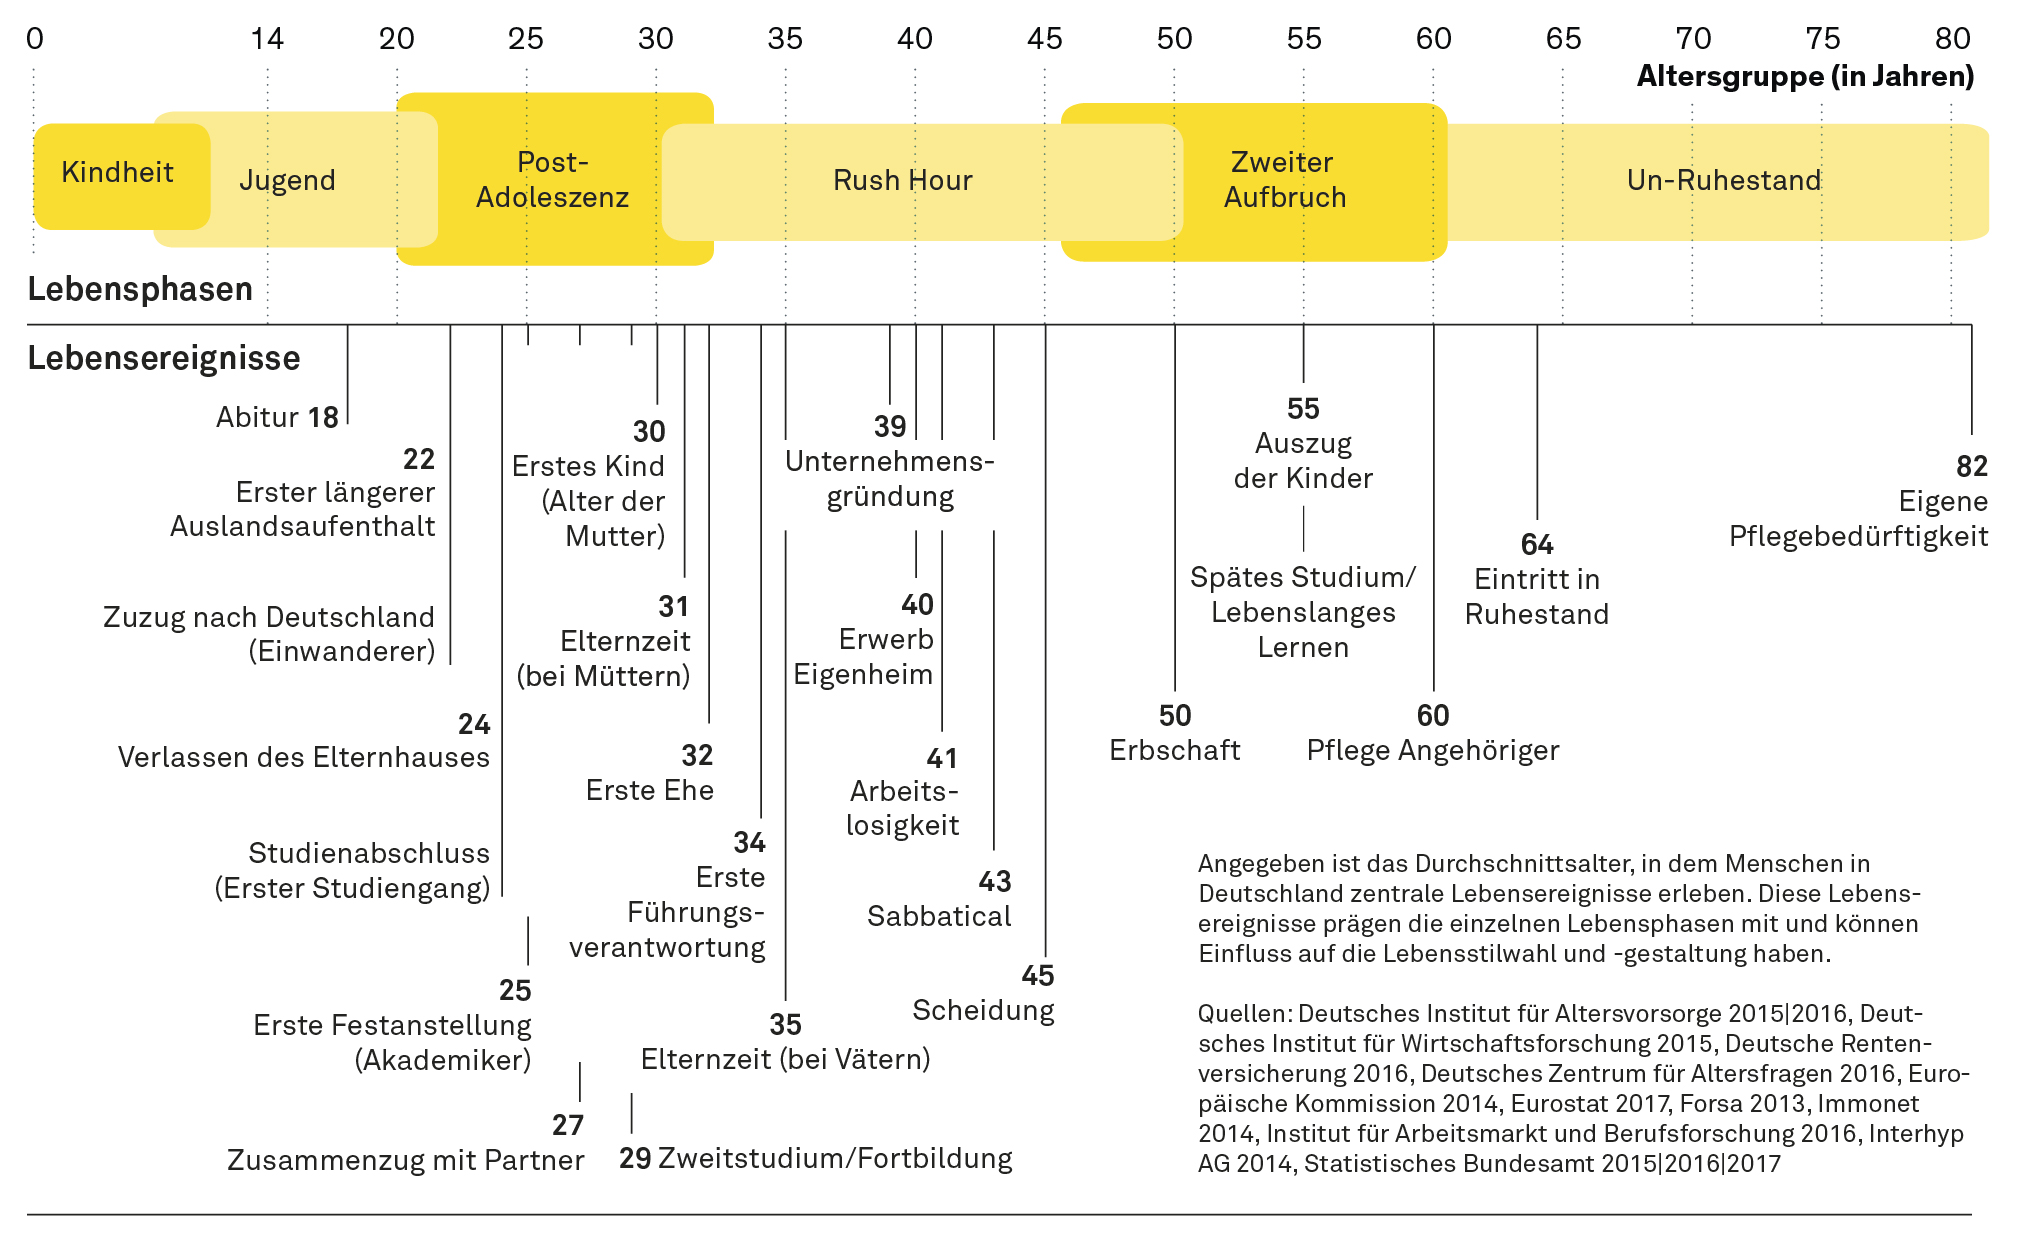 0 14 20 25 30 35 40 45 50 55 60 65 70 75 80
Altersgruppe (in Jahren)
Kindheit
Jugend
Post-
Adoleszenz
Rush Hour
Zweiter
Aufbruch
Un-Ruhestand
Lebensphasen
Lebensereignisse
Abitur 18
22
Erster längerer
Auslandsaufenthalt
Zuzug nach Deutschland
(Einwanderer)
24
Verlassen des Elternhauses
Studienabschluss
(Erster Studiengang)
25
Erste Festanstellung
(Akademiker)
27
Zusammenzug mit Partner
29 Zweitstudium/Fortbildung
30
Erstes Kind
(Alter der
Mutter)
31
Elternzeit
(bei Müttern)
32
Erste Ehe
34
Erste
Führungs-
verantwortung
35
Elternzeit (bei Vätern)
39
Unternehmens-
gründung
40
Erwerb
Eigenheim
41
Arbeits-
losigkeit
43
Sabbatical
45
Scheidung
50
Erbschaft
55
Auszug
der Kinder
Spätes Studium/
Lebenslanges
Lernen
60
Pflege Angehöriger
64
Eintritt in
Ruhestand
82
Eigene
Pflegebedürftigkeit
Angegeben ist das Durchschnittsalter, in dem Menschen in
Deutschland zentrale Lebensereignisse erleben. Diese Lebens-
ereignisse prägen die einzelnen Lebensphasen mit und können
Einfluss auf die Lebensstilwahl und -gestaltung haben.
Quellen: Deutsches Institut für Altersvorsorge 2015|2016, Deut-
sches Institut für Wirtschaftsforschung 2015, Deutsche Renten-
versicherung 2016, Deutsches Zentrum für Altersfragen 2016, Euro-
päische Kommission 2014, Eurostat 2017, Forsa 2013, Immonet
2014, Institut für Arbeitsmarkt und Berufsforschung 2016, Interhyp
AG 2014, Statistisches Bundesamt 2015|2016|2017